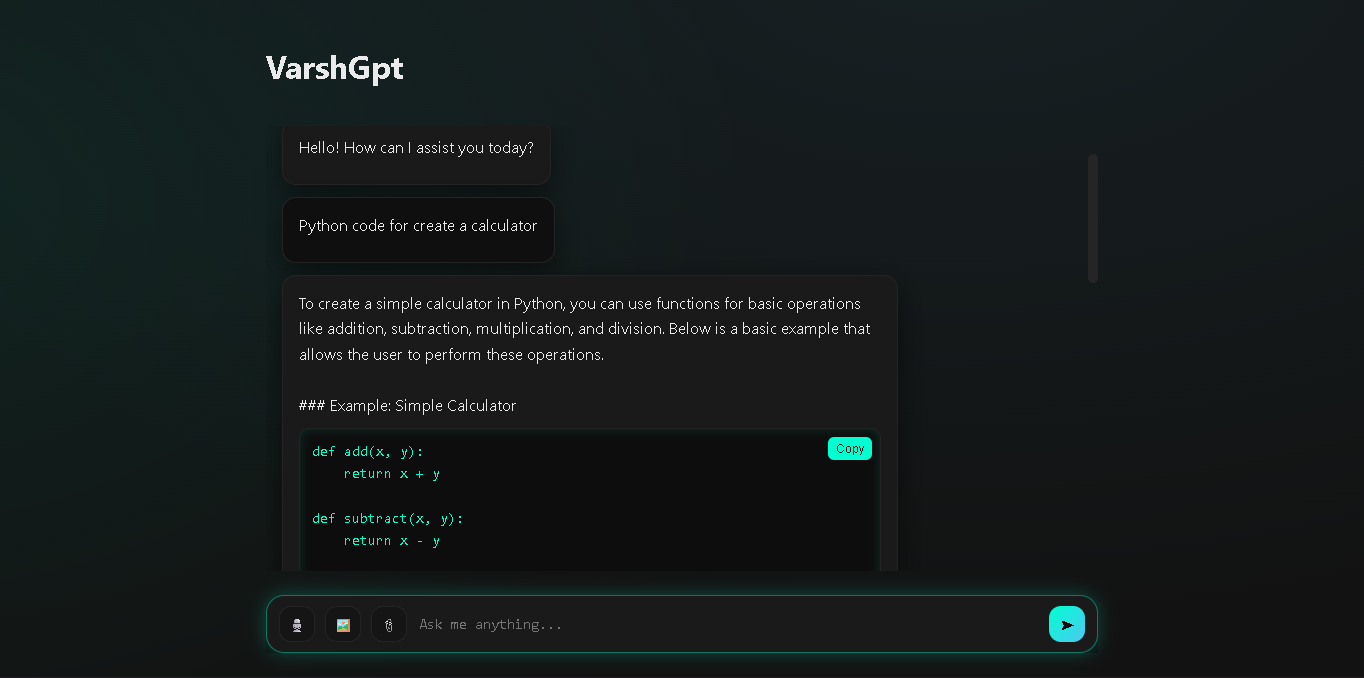 VarshGpt
Hello! How can I assist you today?
Python code for create a calculator
To create a simple calculator in Python, you can use functions for basic operations
like addition, subtraction, multiplication, and division. Below is a basic example that
allows the user to perform these operations.
### Example: Simple Calculator
Copy
def add(x, y):
    return x + y
def subtract(x, y):
    return x - y
Ask me anything...